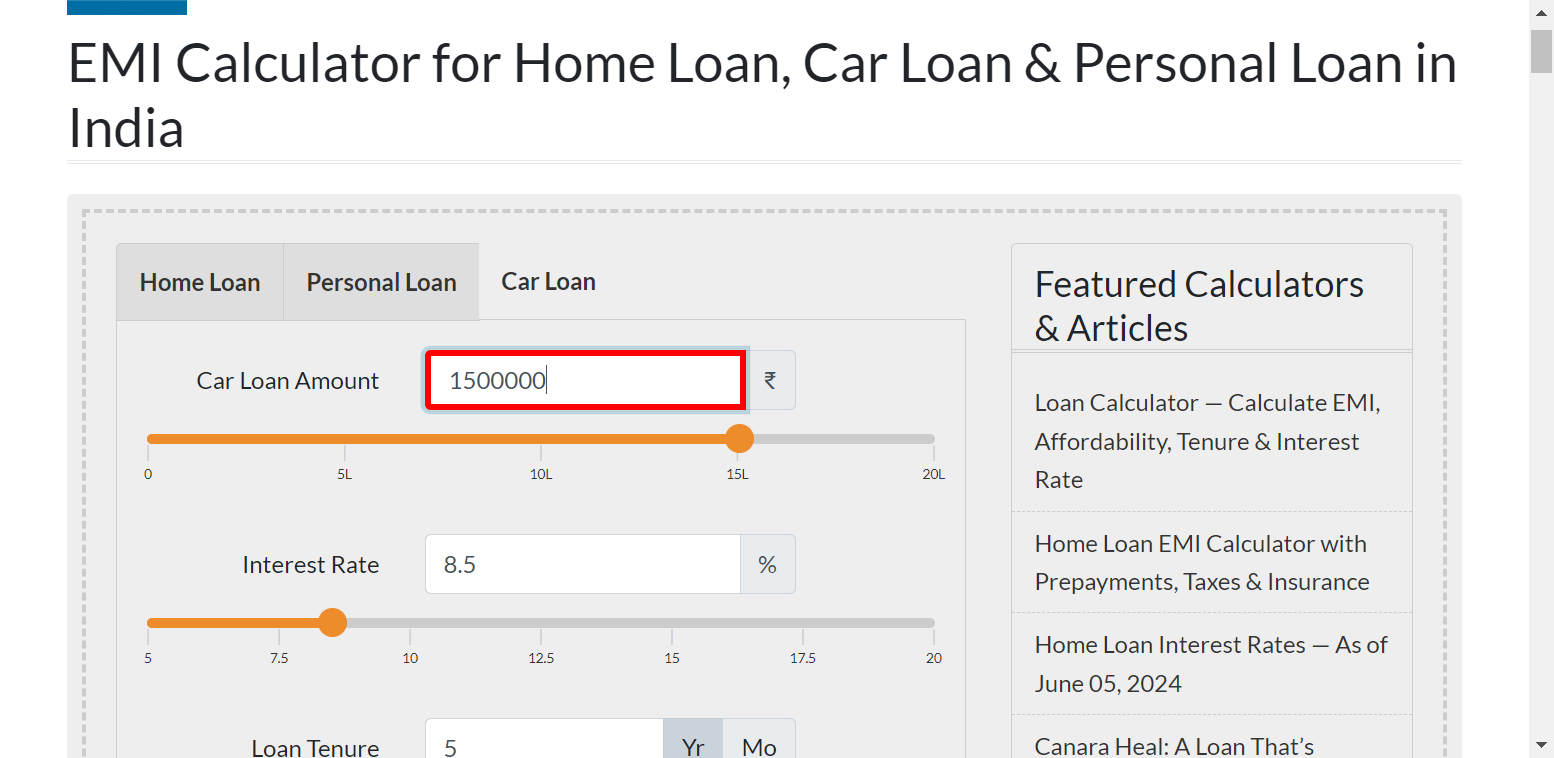 EMI Calculator for Home Loan, Car Loan & Personal Loan in
India
Home Loan
Personal Loan
Car Loan
Car Loan Amount
1500000
₹
0
5L
10L
15L
20L
Interest Rate
8.5
%
5
7.5
10
12.5
15
17.5
20
Loan Tenure
5
Yr
Mo
Featured Calculators
& Articles
Loan Calculator — Calculate EMI,
Affordability, Tenure & Interest
Rate
Home Loan EMI Calculator with
Prepayments, Taxes & Insurance
Home Loan Interest Rates — As of
June 05, 2024
Canara Heal: A Loan That’s